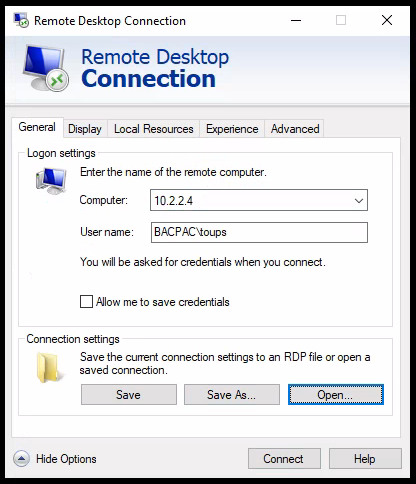 Remote Desktop Connection
Remote Desktop
Connection
General Display Local Resources Experience Advanced
Logon settings
Enter the name of the remote computer.
Computer: 10.2.2.4
User name: BACPAC\toups
You will be asked for credentials when you connect.
Allow me to save credentials
Connection settings
Save the current connection settings to an RDP file or open a
saved connection.
Save Save As... Open...
Hide Options Connect Help